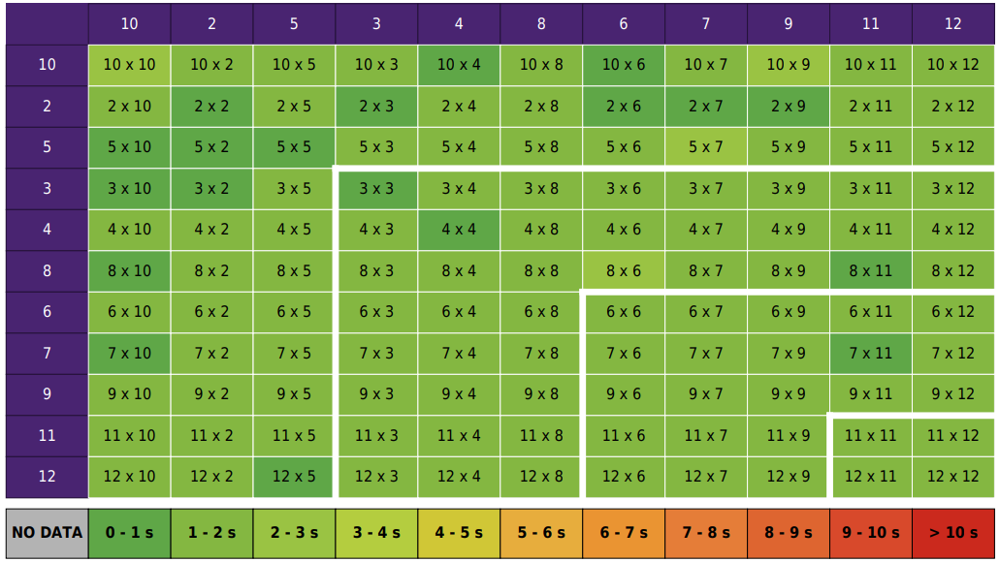 10 2 5 3 4 8 6 7 9 11 12
10 10 x 10 10 x 2 10 x 5 10 x 3 10 x 4 10 x 8 10 x 6 10 x 7 10 x 9 10 x 11 10 x 12
2 2 x 10 2 x 2 2 x 5 2 x 3 2 x 4 2 x 8 2 x 6 2 x 7 2 x 9 2 x 11 2 x 12
5 5 x 10 5 x 2 5 x 5 5 x 3 5 x 4 5 x 8 5 x 6 5 x 7 5 x 9 5 x 11 5 x 12
3 3 x 10 3 x 2 3 x 5 3 x 3 3 x 4 3 x 8 3 x 6 3 x 7 3 x 9 3 x 11 3 x 12
4 4 x 10 4 x 2 4 x 5 4 x 3 4 x 4 4 x 8 4 x 6 4 x 7 4 x 9 4 x 11 4 x 12
8 8 x 10 8 x 2 8 x 5 8 x 3 8 x 4 8 x 8 8 x 6 8 x 7 8 x 9 8 x 11 8 x 12
6 6 x 10 6 x 2 6 x 5 6 x 3 6 x 4 6 x 8 6 x 6 6 x 7 6 x 9 6 x 11 6 x 12
7 7 x 10 7 x 2 7 x 5 7 x 3 7 x 4 7 x 8 7 x 6 7 x 7 7 x 9 7 x 11 7 x 12
9 9 x 10 9 x 2 9 x 5 9 x 3 9 x 4 9 x 8 9 x 6 9 x 7 9 x 9 9 x 11 9 x 12
11 11 x 10 11 x 2 11 x 5 11 x 3 11 x 4 11 x 8 11 x 6 11 x 7 11 x 9 11 x 11 11 x 12
12 12 x 10 12 x 2 12 x 5 12 x 3 12 x 4 12 x 8 12 x 6 12 x 7 12 x 9 12 x 11 12 x 12
NO DATA 0 - 1 s 1 - 2 s 2 - 3 s 3 - 4 s 4 - 5 s 5 - 6 s 6 - 7 s 7 - 8 s 8 - 9 s 9 - 10 s > 10 s